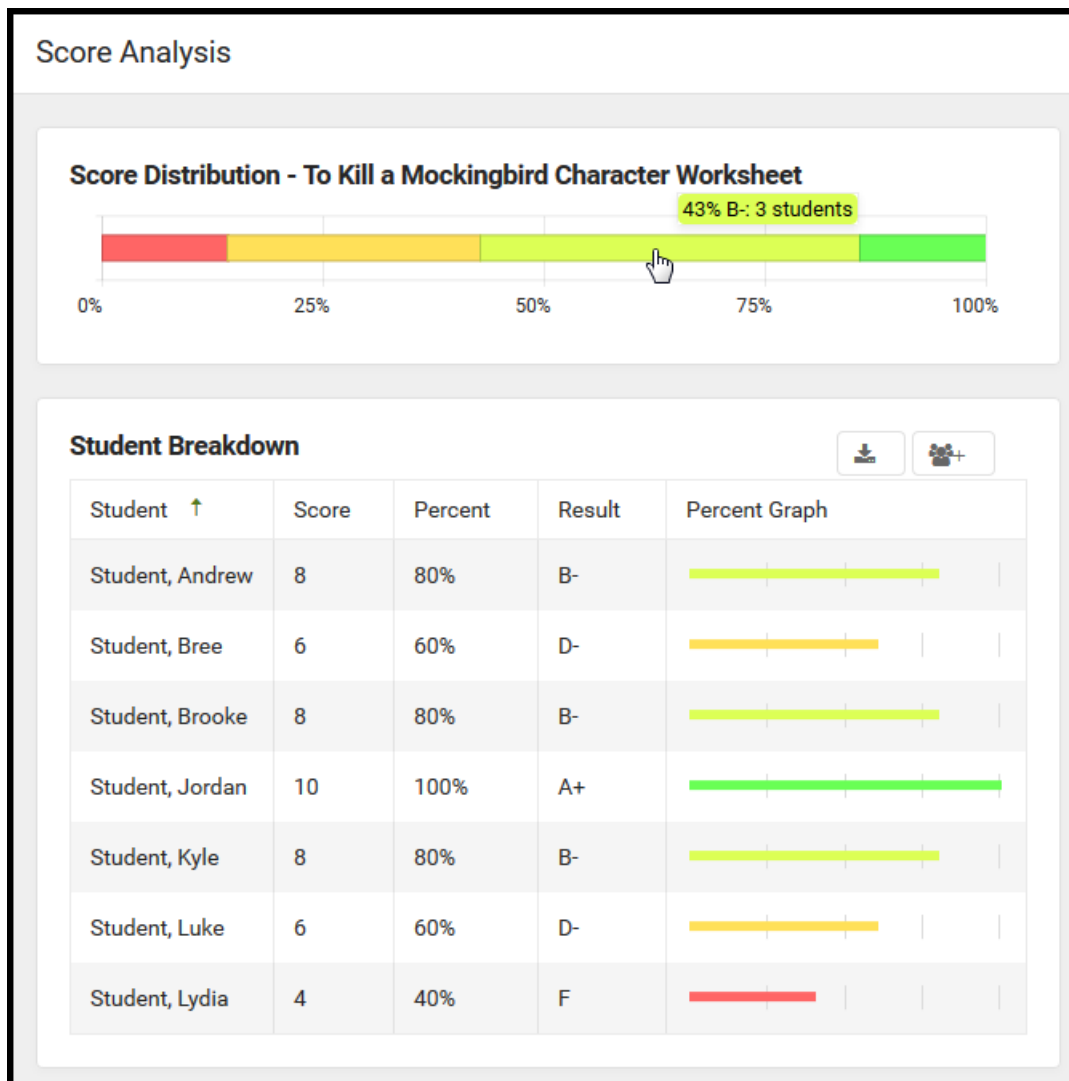 Score Analysis
Score Distribution - To Kill a Mockingbird Character Worksheet
43% B-: 3 students
0% 25% 50% 75% 100%
Student Breakdown
Student ↑ Score Percent Result Percent Graph
Student, Andrew 8 80% B-
Student, Bree 6 60% D-
Student, Brooke 8 80% B-
Student, Jordan 10 100% A+
Student, Kyle 8 80% B-
Student, Luke 6 60% D-
Student, Lydia 4 40% F